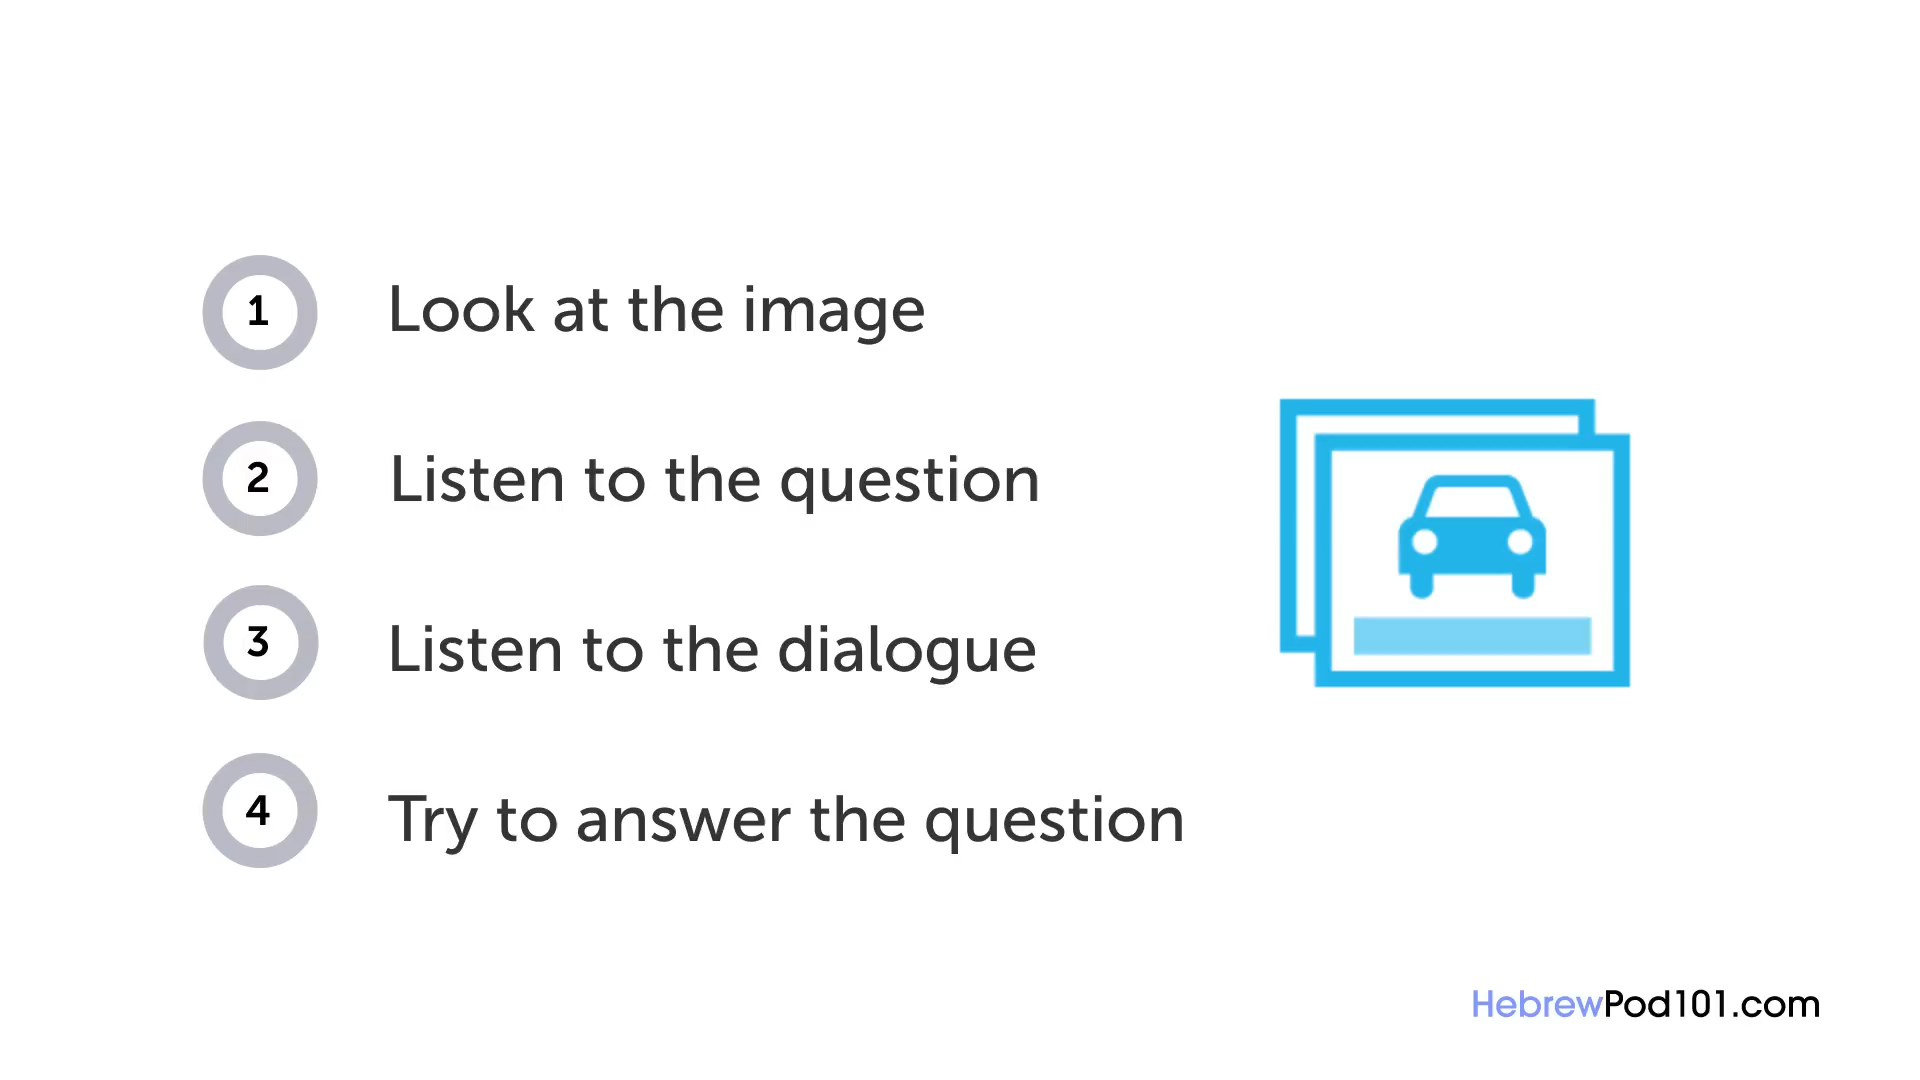 1 Look at the image
2 Listen to the question
3 Listen to the dialogue
4 Try to answer the question
HebrewPod101.com